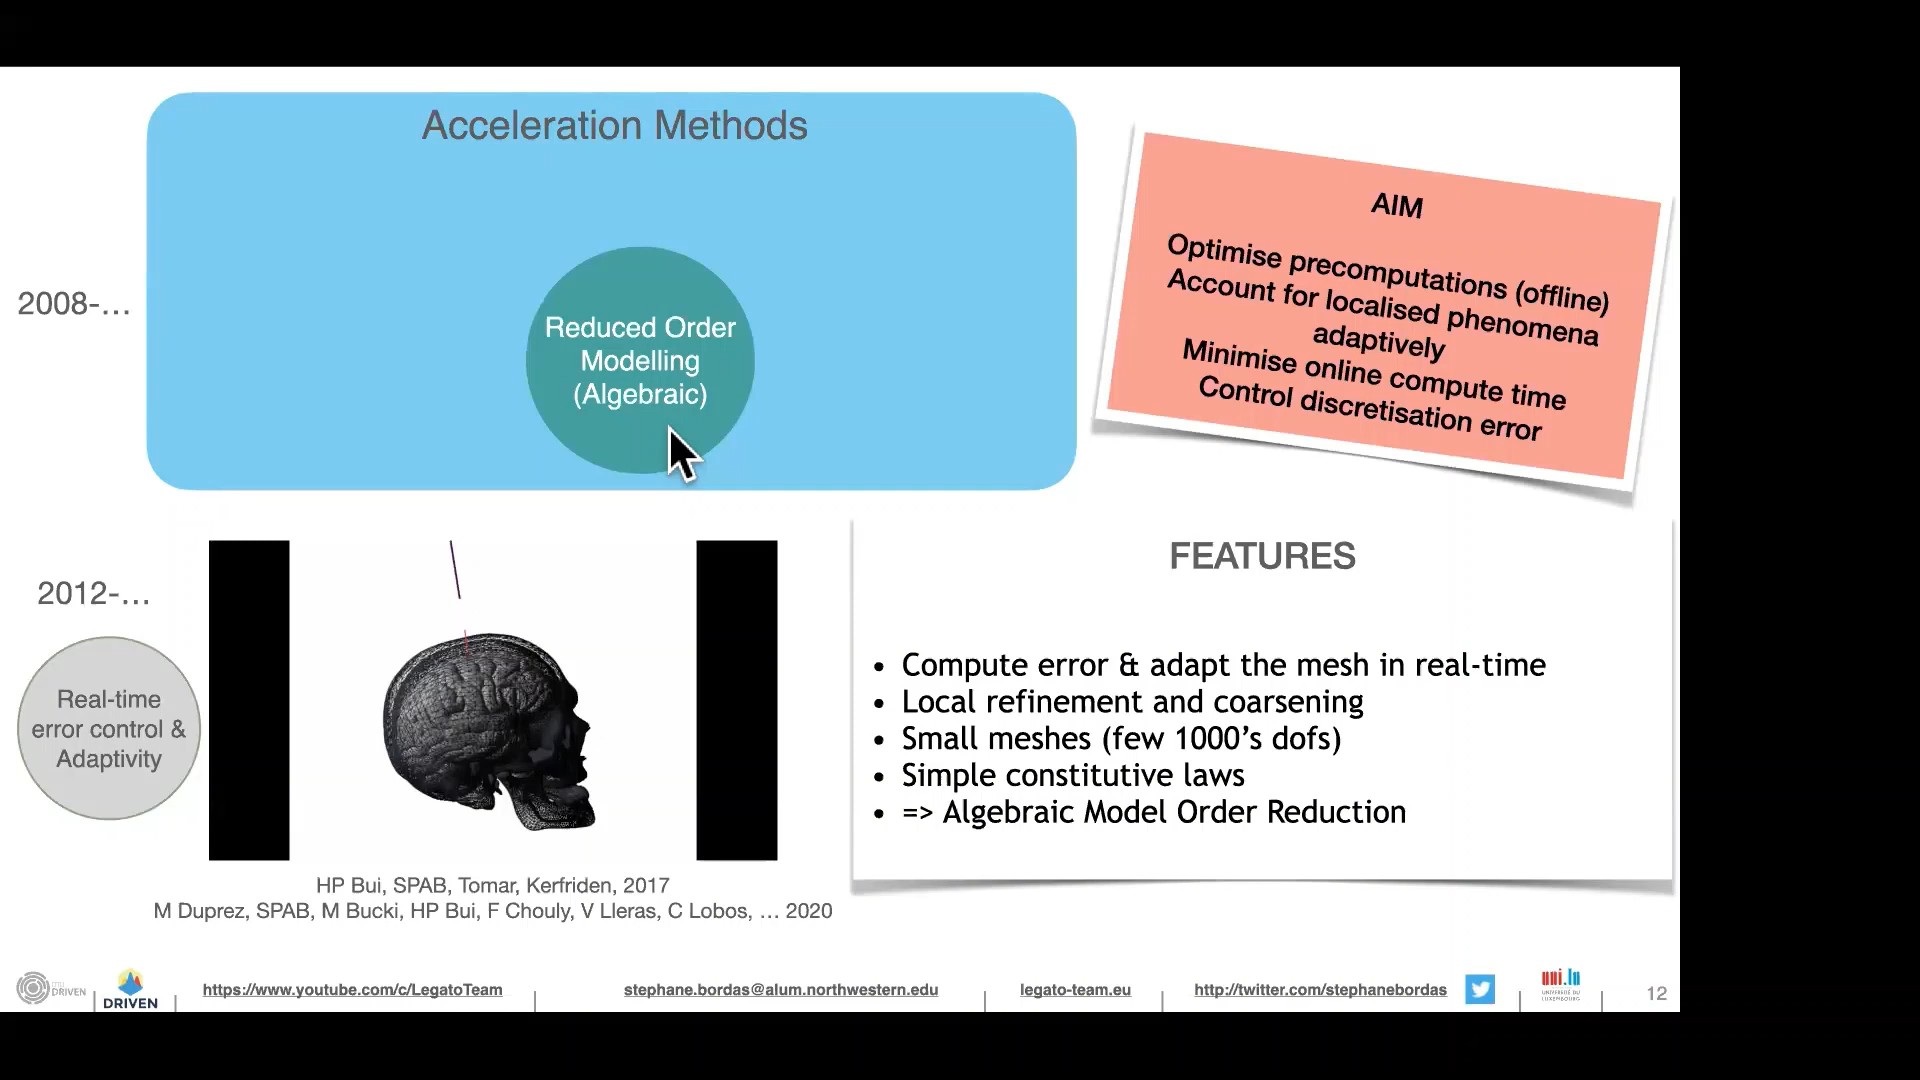 Acceleration Methods
2008-...
Reduced Order
Modelling
(Algebraic)
AIM
Optimise precomputations (offline)
Account for localised phenomena
adaptively
Minimise online compute time
Control discretisation error
2012-...
Real-time
error control &
Adaptivity
HP Bui, SPAB, Tomar, Kerfriden, 2017
M Duprez, SPAB, M Bucki, HP Bui, F Chouly, V Lleras, C Lobos, ... 2020
FEATURES
• Compute error & adapt the mesh in real-time
• Local refinement and coarsening
• Small meshes (few 1000’s dofs)
• Simple constitutive laws
• => Algebraic Model Order Reduction
DRIVEN
DRIVEN
https://www.youtube.com/c/LegatoTeam
stephane.bordas@alum.northwestern.edu
legato-team.eu
http://twitter.com/stephanebordas
uni.lu
UNIVERSITÉ DU
LUXEMBOURG
12